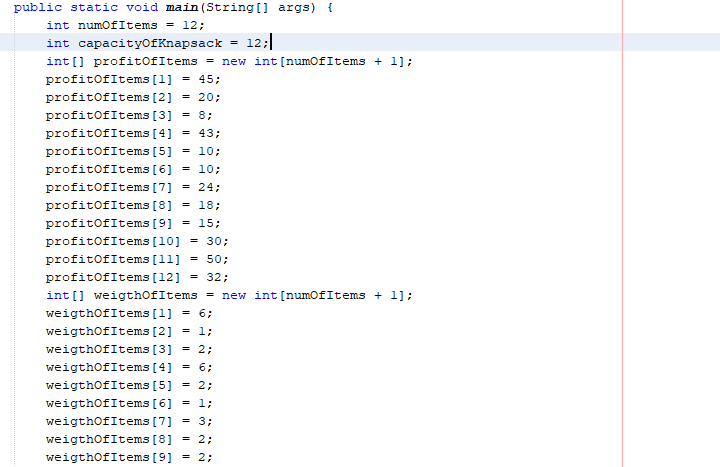 public static void main(String[] args) {
int numOfItems = 12;
int capacityOfKnapsack = 12;
int[] profitOfItems = new int[numOfItems + 1];
profitOfItems[1] = 45;
profitOfItems[2] = 20;
profitOfItems[3] = 8;
profitOfItems[4] = 43;
profitOfItems[5] = 10;
profitOfItems[6] = 10;
profitOfItems[7] = 24;
profitOfItems[8] = 18;
profitOfItems[9] = 15;
profitOfItems[10] = 30;
profitOfItems[11] = 50;
profitOfItems[12] = 32;
int[] weigthOfItems = new int[numOfItems + 1];
weigthOfItems[1] = 6;
weigthOfItems[2] = 1;
weigthOfItems[3] = 2;
weigthOfItems[4] = 6;
weigthOfItems[5] = 2;
weigthOfItems[6] = 1;
weigthOfItems[7] = 3;
weigthOfItems[8] = 2;
weigthOfItems[9] = 2;